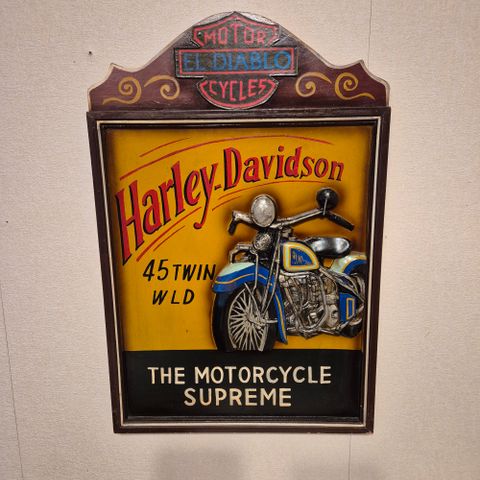 MOTOR
EL DIABLO
CYCLES
Harley-Davidson
45 TWIN
WLD
THE MOTORCYCLE
SUPREME